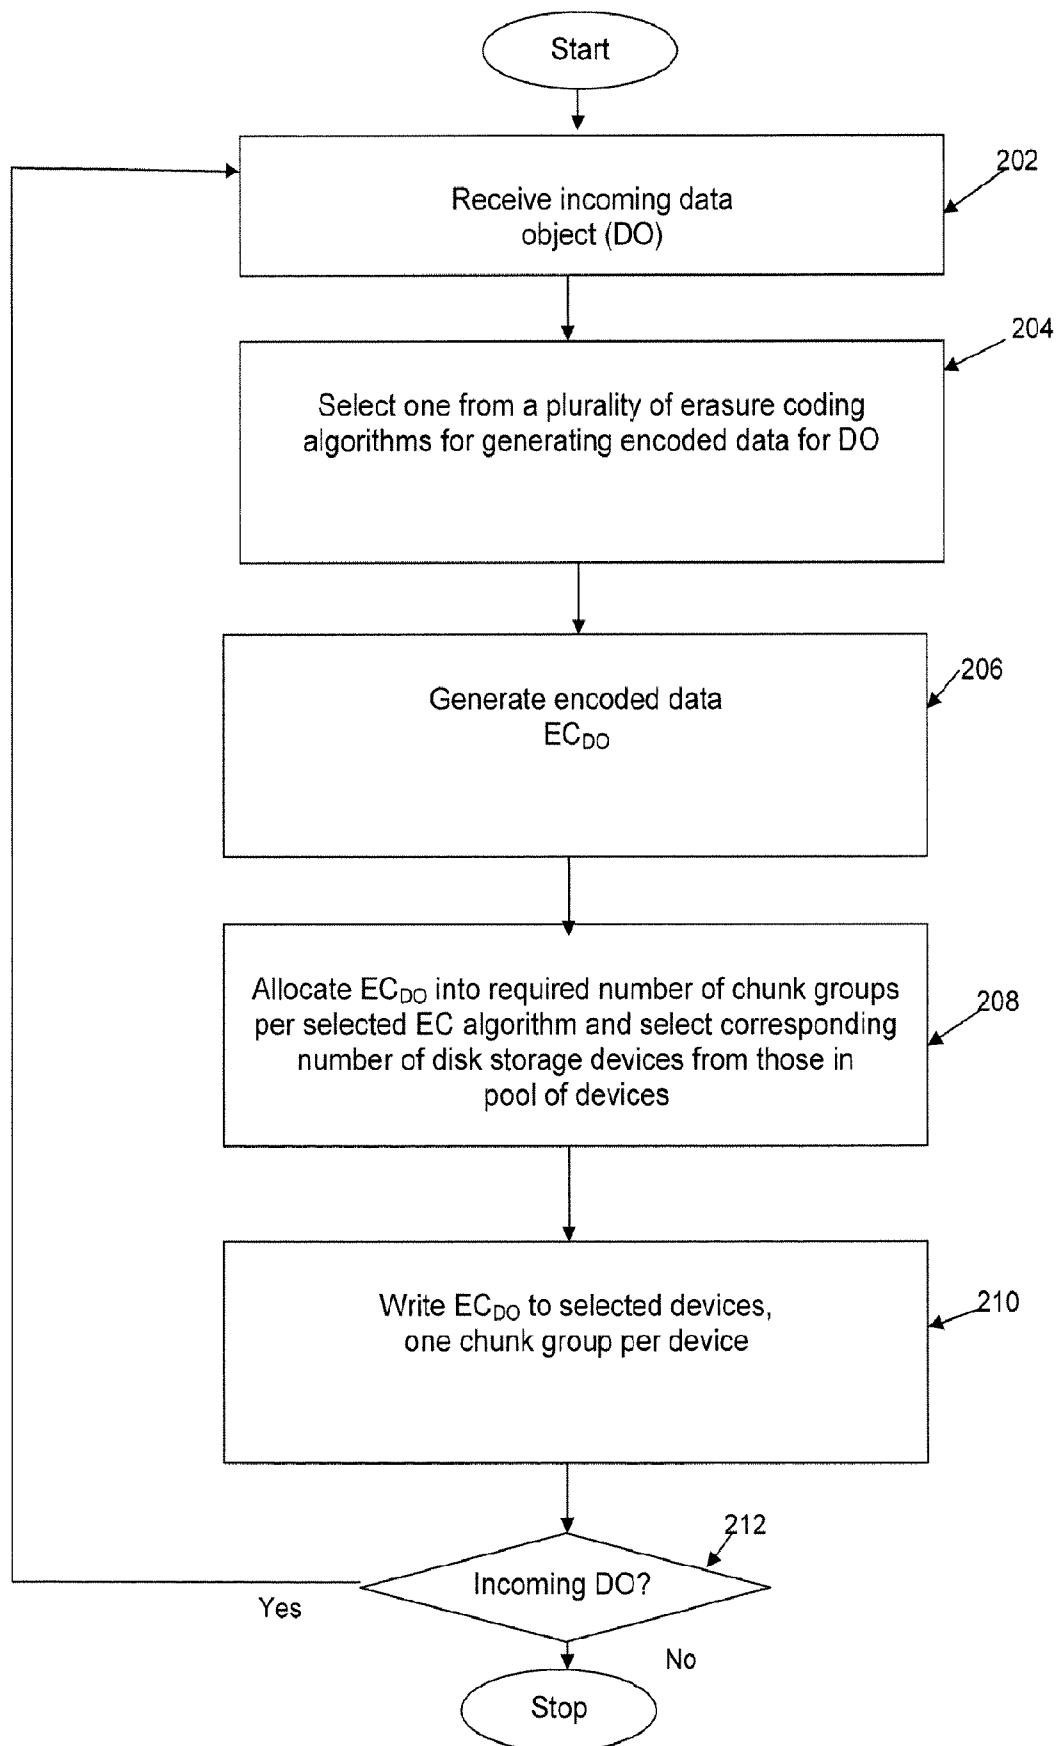 Start
202
Receive incoming data
object (DO)
204
Select one from a plurality of erasure coding
algorithms for generating encoded data for DO
206
Generate encoded data
EC_DO
208
Allocate EC_DO into required number of chunk groups
per selected EC algorithm and select corresponding
number of disk storage devices from those in
pool of devices
210
Write EC_DO to selected devices,
one chunk group per device
212
Incoming DO?
Yes
No
Stop